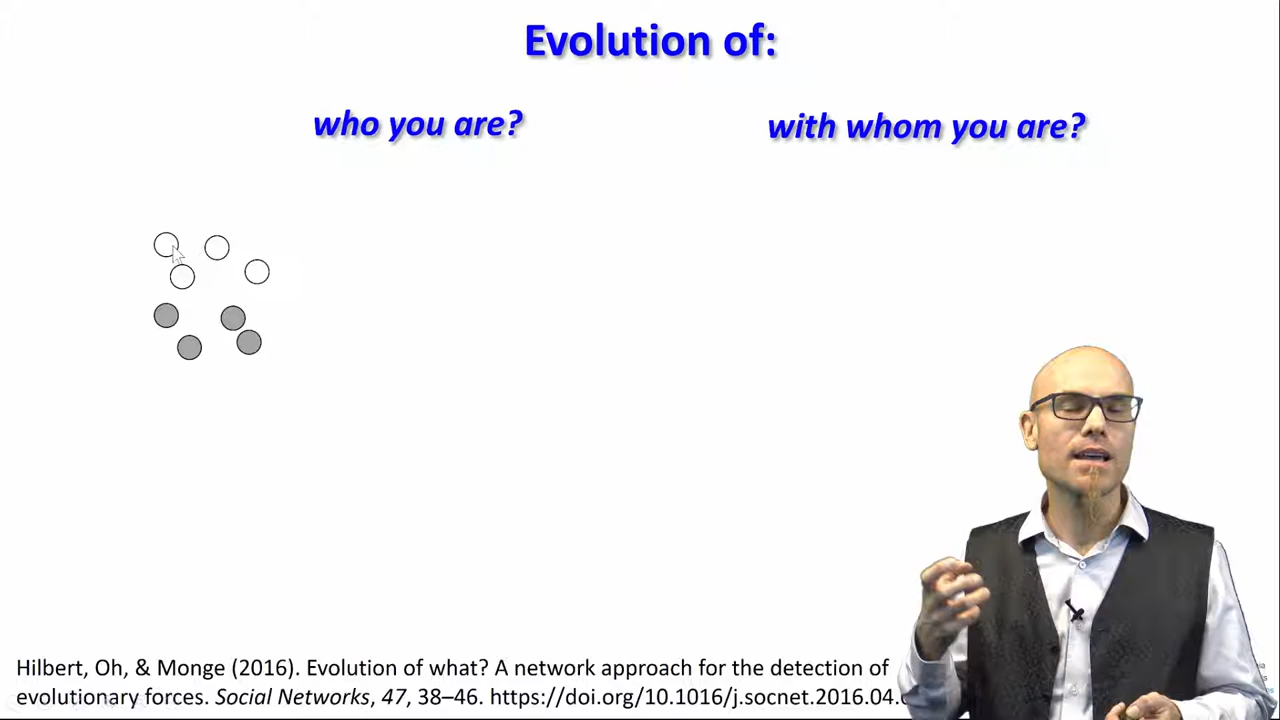 Evolution of:
who you are?
with whom you are?
Hilbert, Oh, & Monge (2016). Evolution of what? A network approach for the detection of
evolutionary forces. Social Networks, 47, 38–46. https://doi.org/10.1016/j.socnet.2016.04.